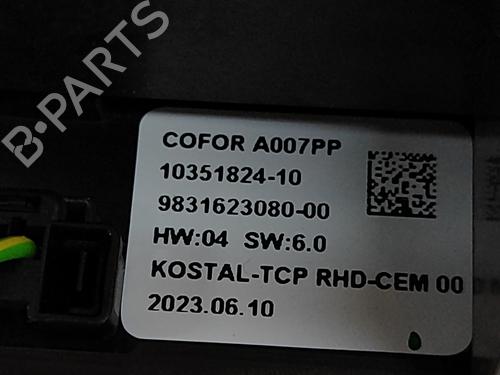 B-PARTS
COFOR A007PP
10351824-10
9831623080-00
HW:04 SW:6.0
KOSTAL-TCP RHD-CEM 00
2023.06.10